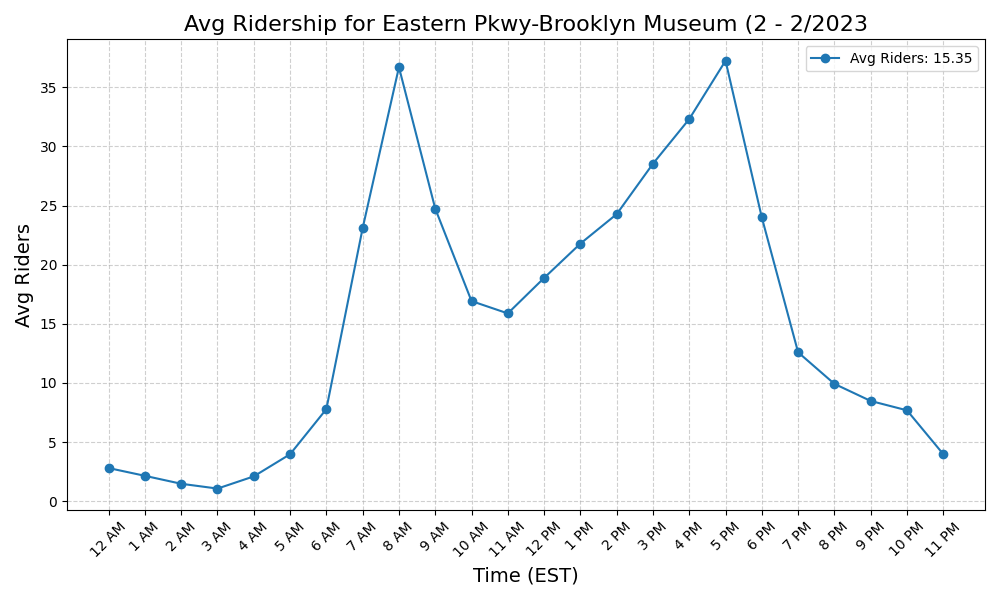 Avg Ridership for Eastern Pkwy-Brooklyn Museum (2 - 2/2023
Avg Riders: 15.35
Avg Riders
35
30
25
20
15
10
5
0
12 AM
1 AM
2 AM
3 AM
4 AM
5 AM
6 AM
7 AM
8 AM
9 AM
10 AM
11 AM
12 PM
1 PM
2 PM
3 PM
4 PM
5 PM
6 PM
7 PM
8 PM
9 PM
10 PM
11 PM
Time (EST)